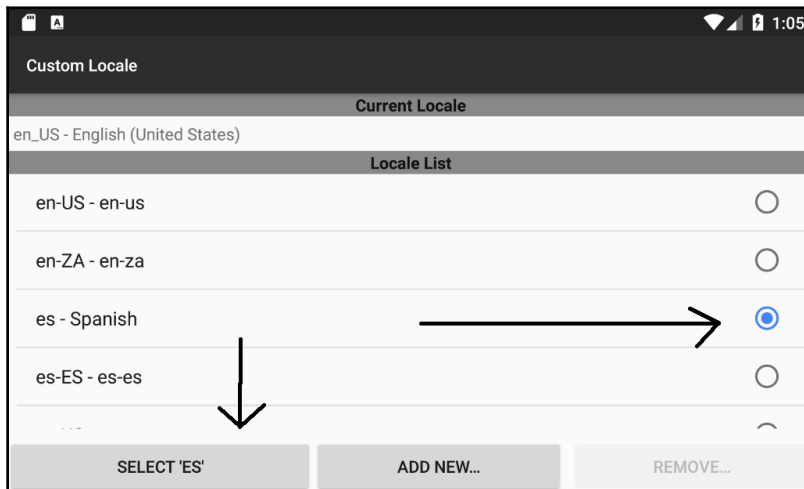 A 1:05
Custom Locale
Current Locale
en_US - English (United States)
Locale List
en-US - en-us
en-ZA - en-za
es - Spanish
es-ES - es-es
SELECT 'ES' ADD NEW... REMOVE...